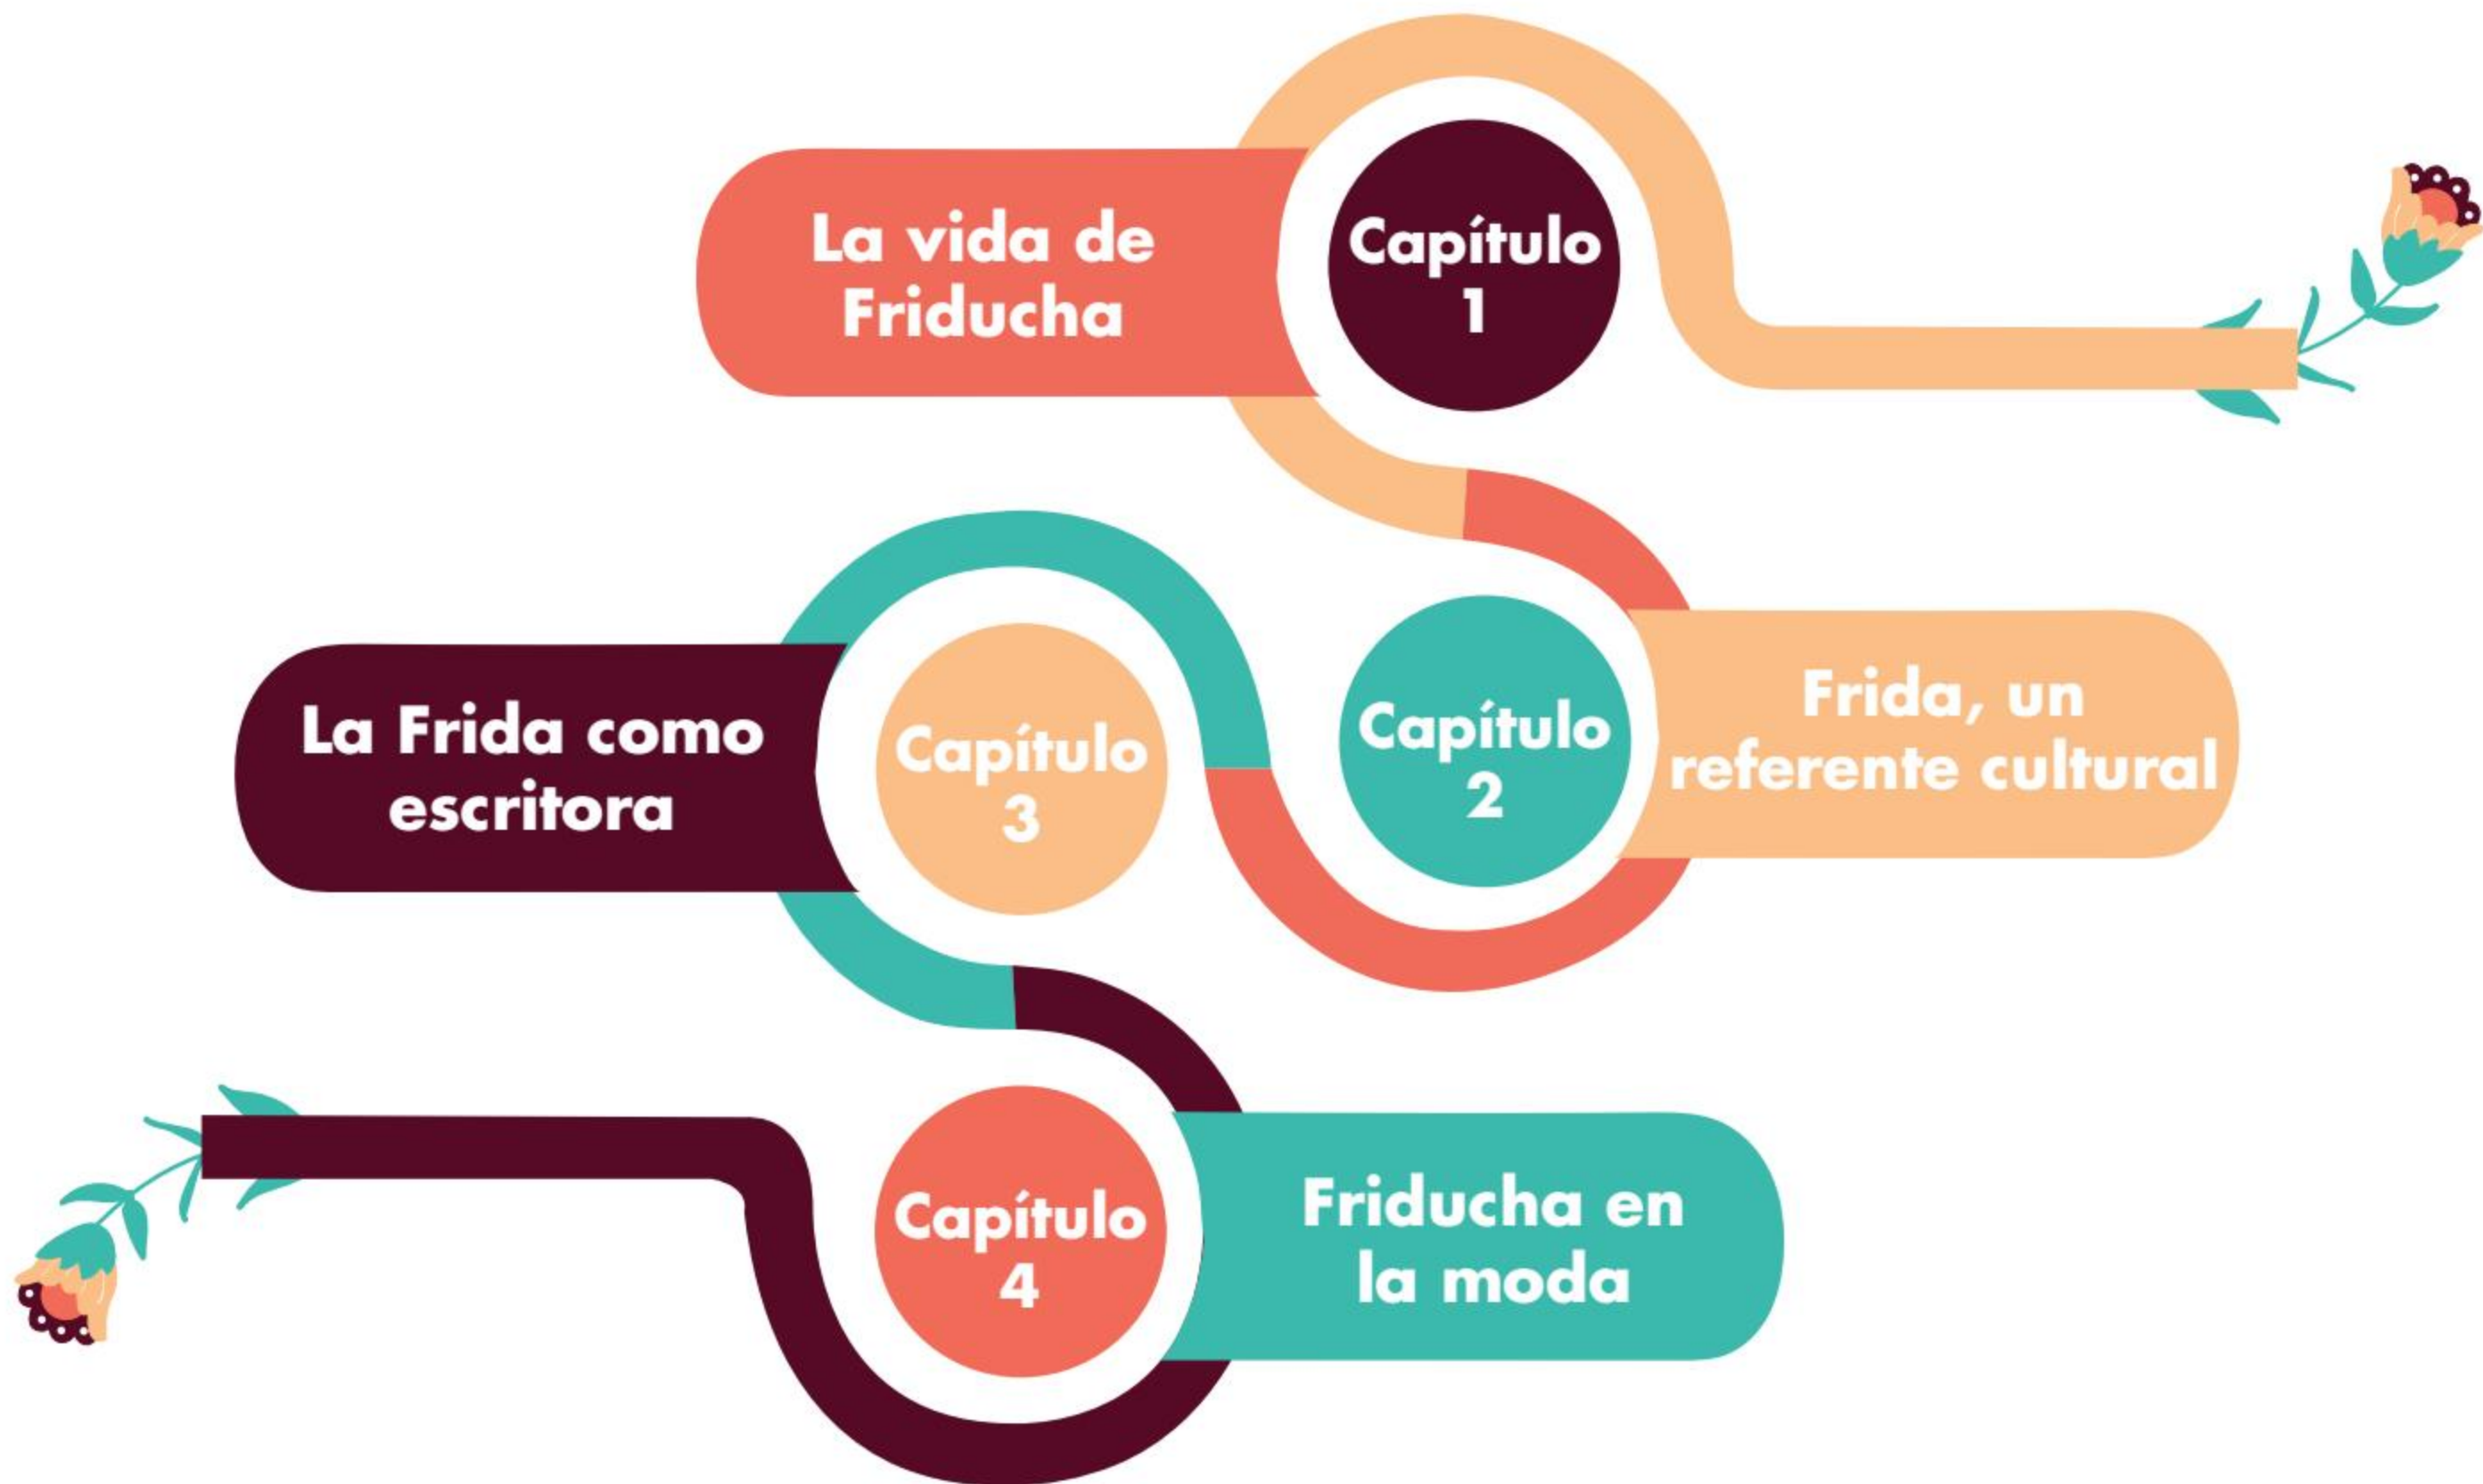 Capítulo
1
La vida de
Friducha
Capítulo
2
Frida, un
referente cultural
Capítulo
3
La Frida como
escritora
Capítulo
4
Friducha en
la moda